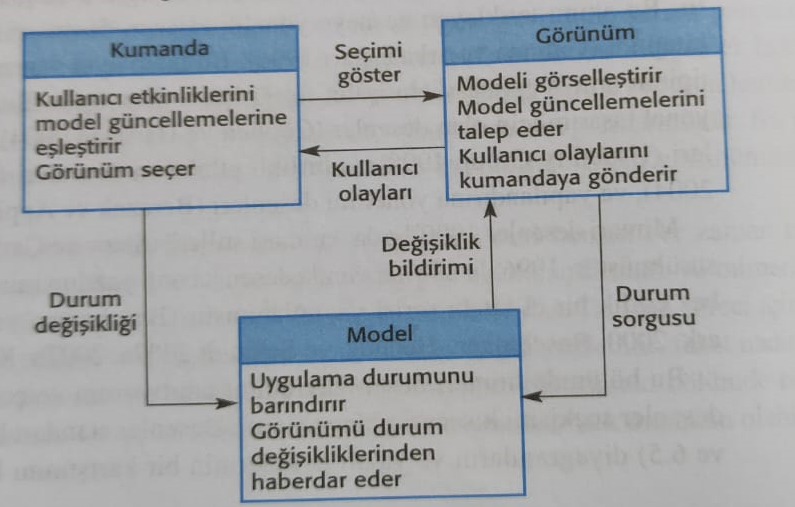 Kumanda
Kullanıcı etkinliklerini
model güncellemelerine
eşleştirir
Görünüm seçer
Seçimi
göster
Kullanıcı
olayları
Görünüm
Modeli görselleştirir
Model güncellemelerini
talep eder
Kullanıcı olaylarını
kumandaya gönderir
Durum
değişikliği
Değişiklik
bildirimi
Durum
sorgusu
Model
Uygulama durumunu
barındırır
Görünümü durum
değişikliklerinden
haberdar eder